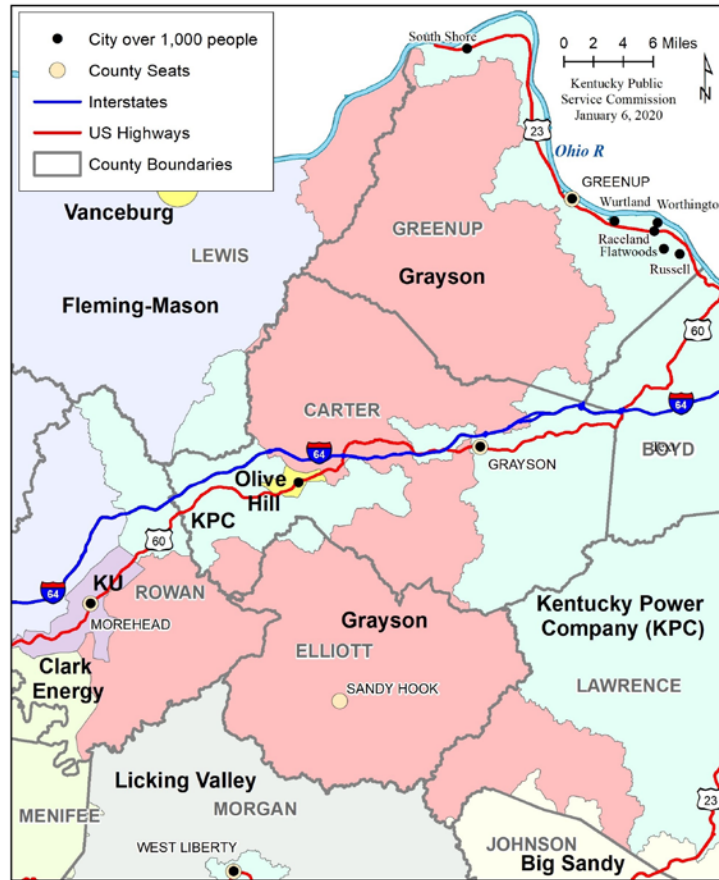 City over 1,000 people
County Seats
Interstates
US Highways
County Boundaries
0 3 6 Miles
Kentucky Public
Service Commission
January 6, 2020
N
South Shore
23
Ohio R
GREENUP
Wurtland
Worthington
Raceland
Flatwoods
Russell
Vanceburg
LEWIS
GREENUP
Grayson
Fleming-Mason
60
64
CARTER
BOYD
64
GRAYSON
Olive
Hill
KPC
60
64
KU
ROWAN
MOREHEAD
Grayson
ELLIOTT
Kentucky Power
Company (KPC)
Clark
Energy
SANDY HOOK
LAWRENCE
Licking Valley
MENIFEE
MORGAN
23
WEST LIBERTY
JOHNSON
Big Sandy